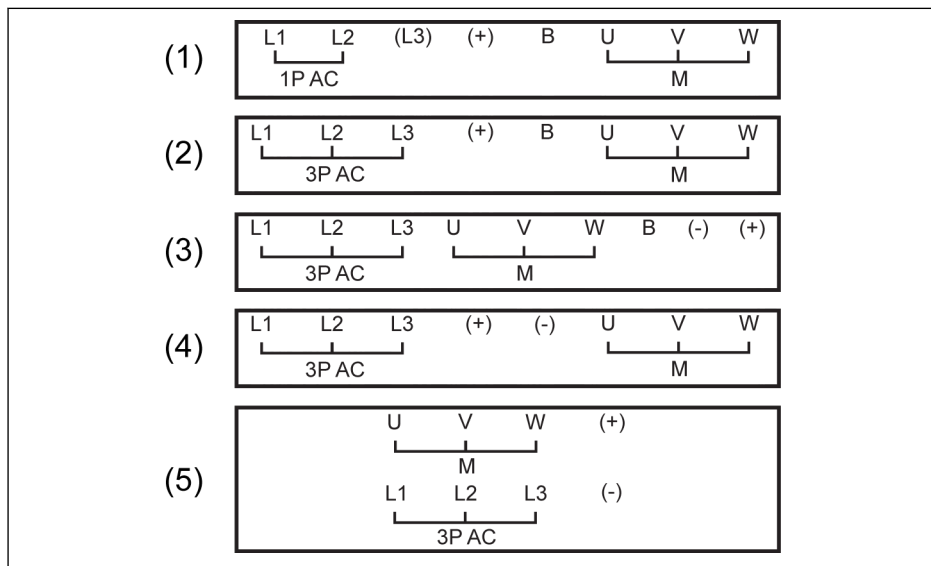 (1)
L1 L2 (L3) (+) B U V W
1P AC M
(2)
L1 L2 L3 (+) B U V W
3P AC M
(3)
L1 L2 L3 U V W B (-) (+)
3P AC M
(4)
L1 L2 L3 (+) (-) U V W
3P AC M
(5)
U V W (+)
M
L1 L2 L3 (-)
3P AC